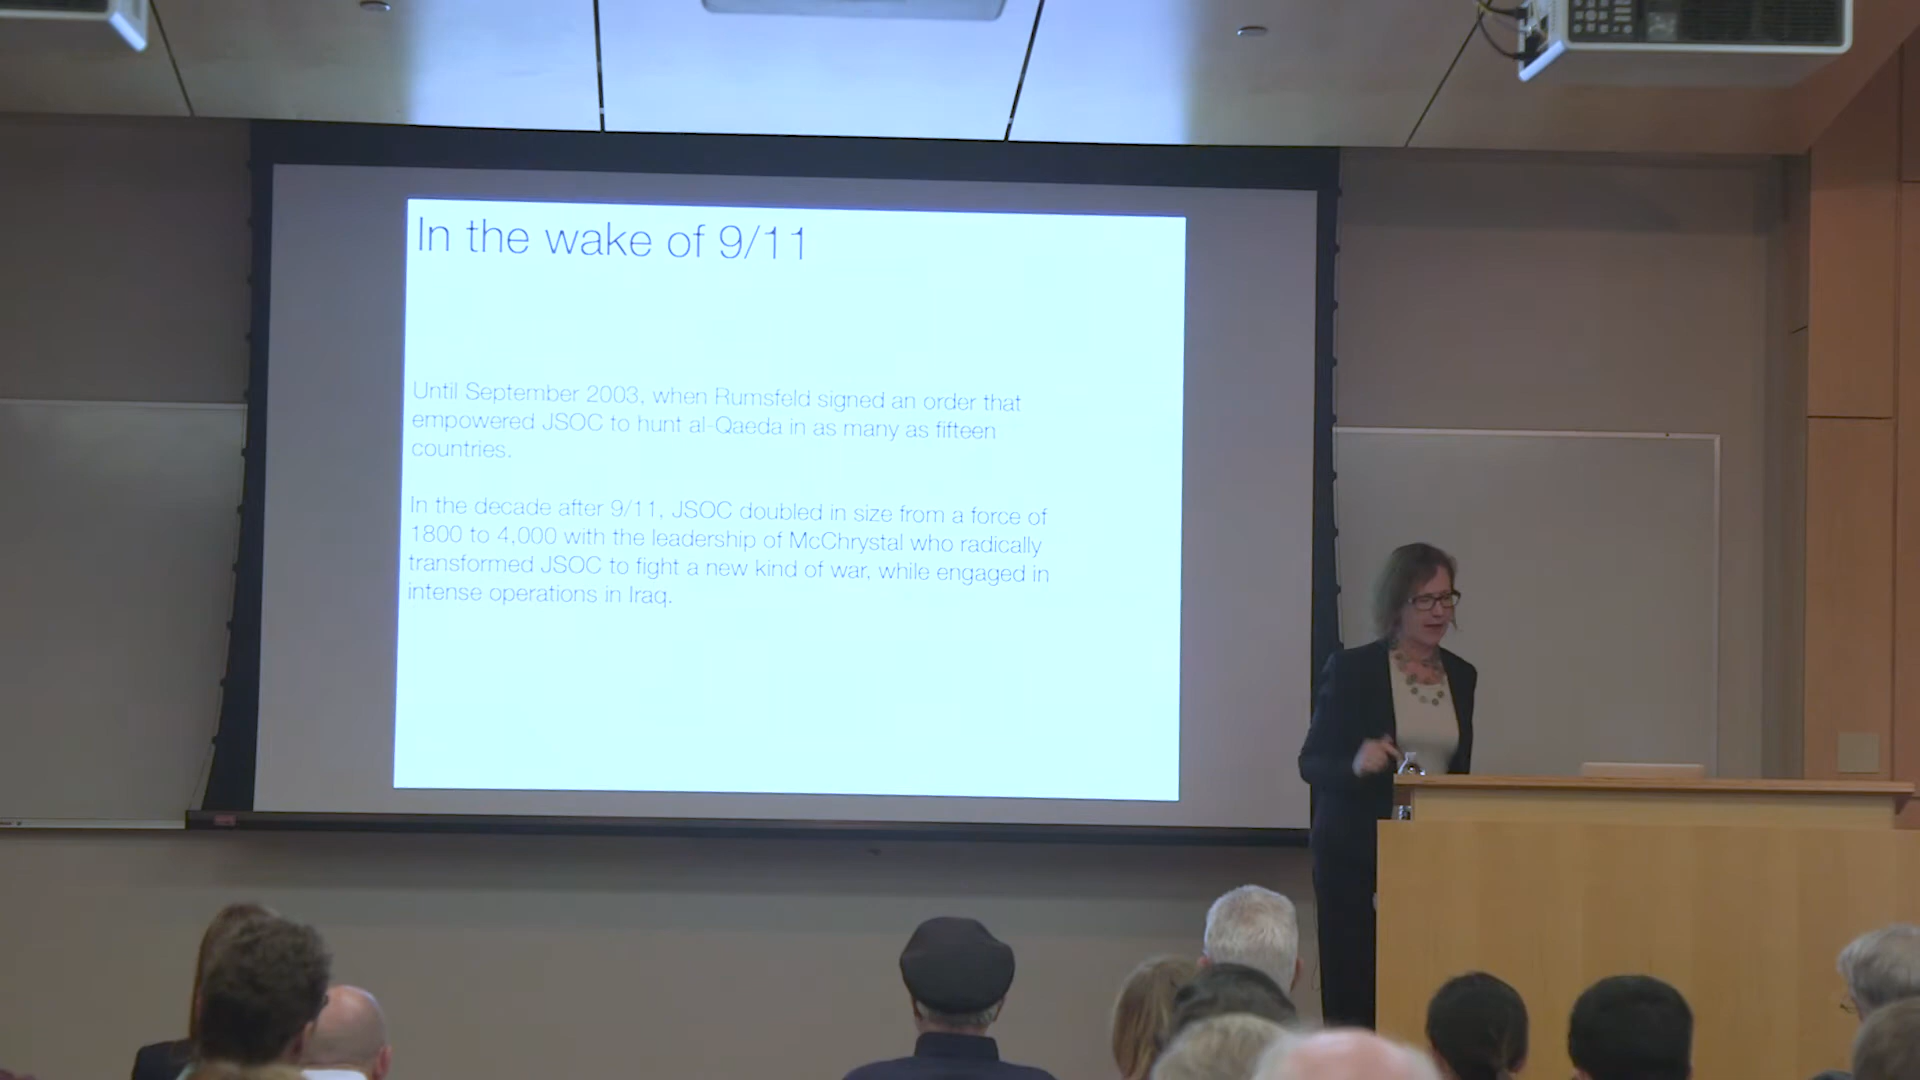 In the wake of 9/11
Until September 2003, when Rumsfeld signed an order that
empowered JSOC to hunt al-Qaeda in as many as fifteen
countries.
In the decade after 9/11, JSOC doubled in size from a force of
1800 to 4,000 with the leadership of McChrystal who radically
transformed JSOC to fight a new kind of war, while engaged in
intense operations in Iraq.